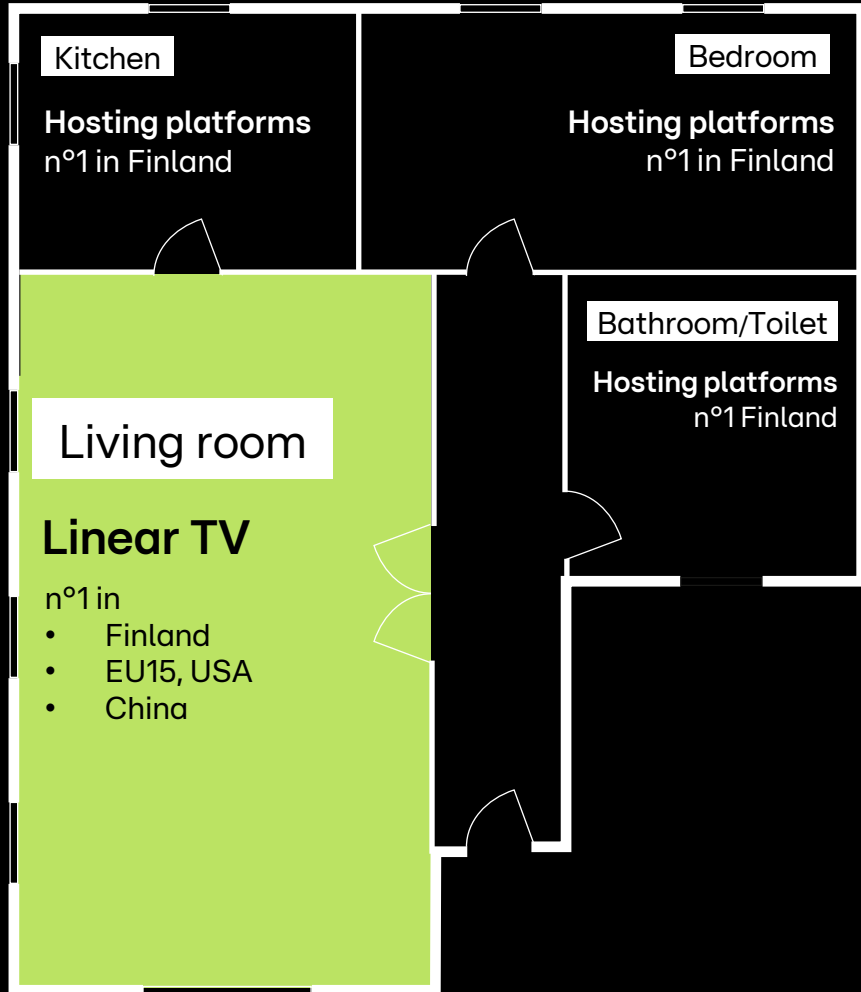 Kitchen
Hosting platforms
n°1 in Finland
Bedroom
Hosting platforms
n°1 in Finland
Bathroom/Toilet
Hosting platforms
n°1 Finland
Living room
Linear TV
n°1 in
• Finland
• EU15, USA
• China